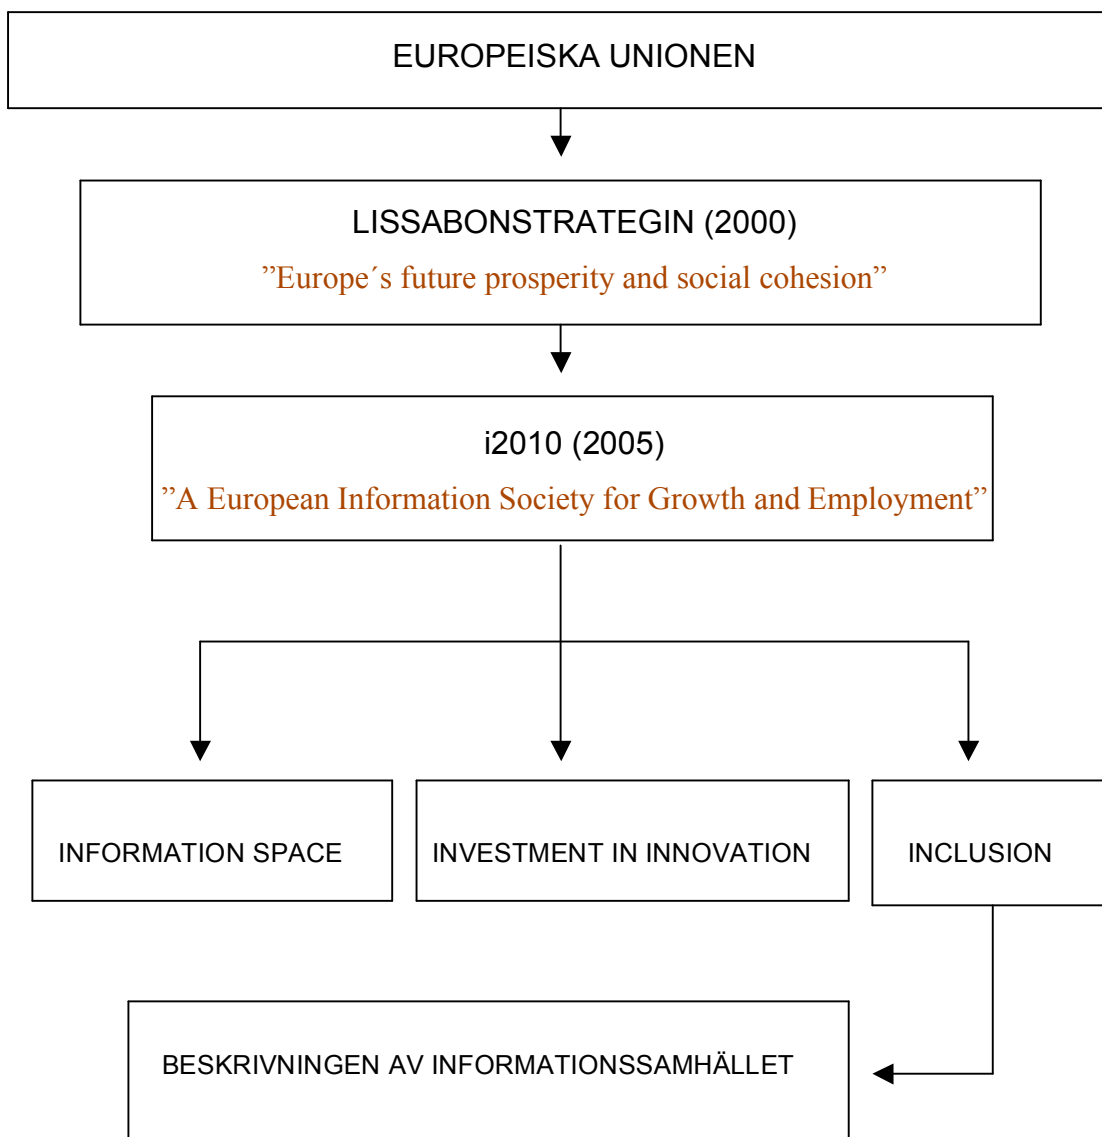 EUROPEISKA UNIONEN
LISSABONSTRATEGIN (2000)
”Europe´s future prosperity and social cohesion”
i2010 (2005)
”A European Information Society for Growth and Employment”
INFORMATION SPACE
INVESTMENT IN INNOVATION
INCLUSION
BESKRIVNINGEN AV INFORMATIONSSAMHÄLLET